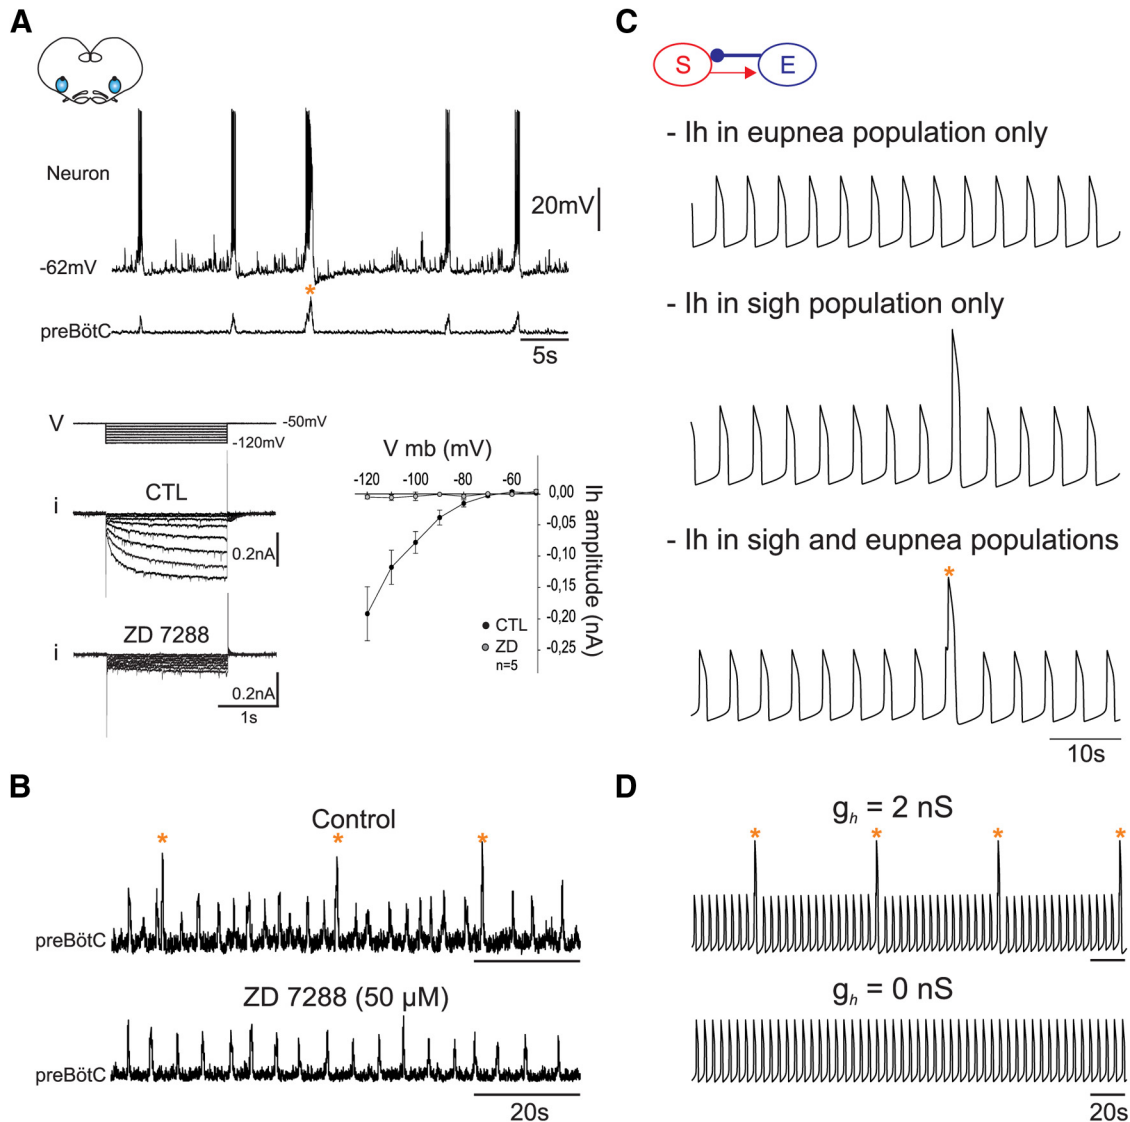 A
Neuron
20mV
-62mV
*
preBötC
5s
V
-50mV
-120mV
CTL
i
0.2nA
ZD 7288
i
0.2nA
1s
V mb (mV)
-120 -100 -80 -60
0,00
-0,05
-0,10
-0,15
-0,20
-0,25
Ih amplitude (nA)
CTL
ZD
n=5
B
Control
* * *
preBötC
ZD 7288 (50 µM)
preBötC
20s
C
S E
- Ih in eupnea population only
- Ih in sigh population only
- Ih in sigh and eupnea populations
*
10s
D
gh = 2 nS
* * * *
gh = 0 nS
20s